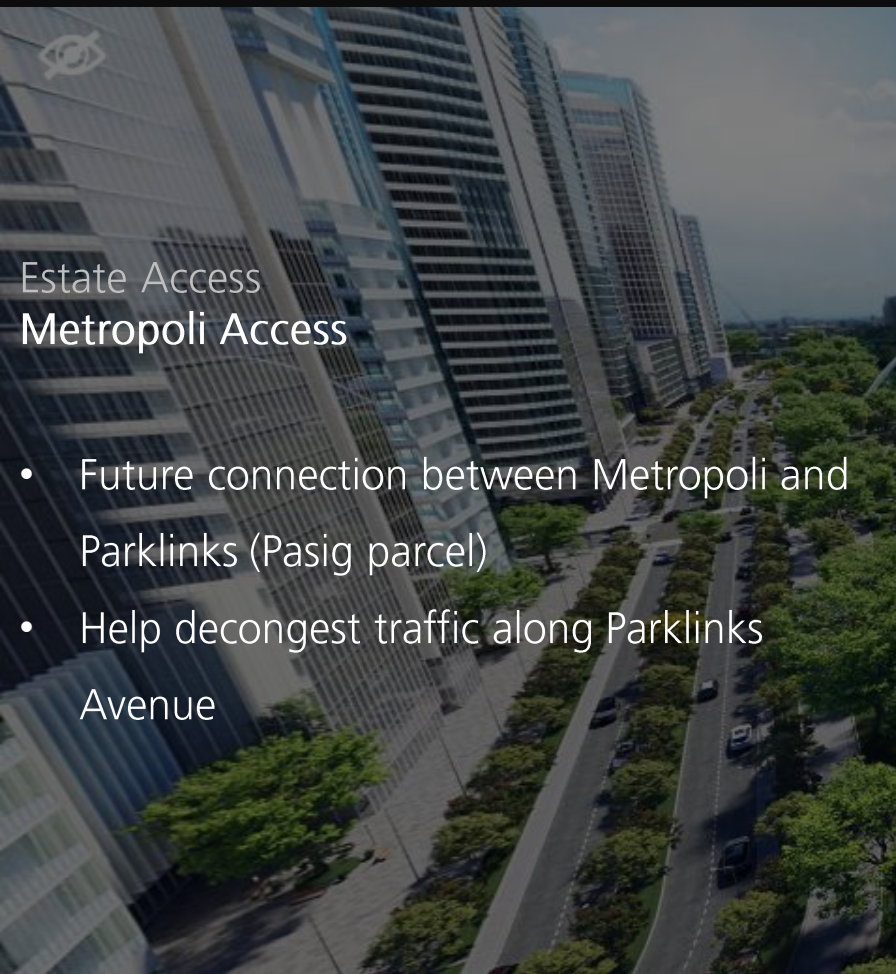 Estate Access
Metropoli Access
• Future connection between Metropoli and
Parklinks (Pasig parcel)
• Help decongest traffic along Parklinks
Avenue